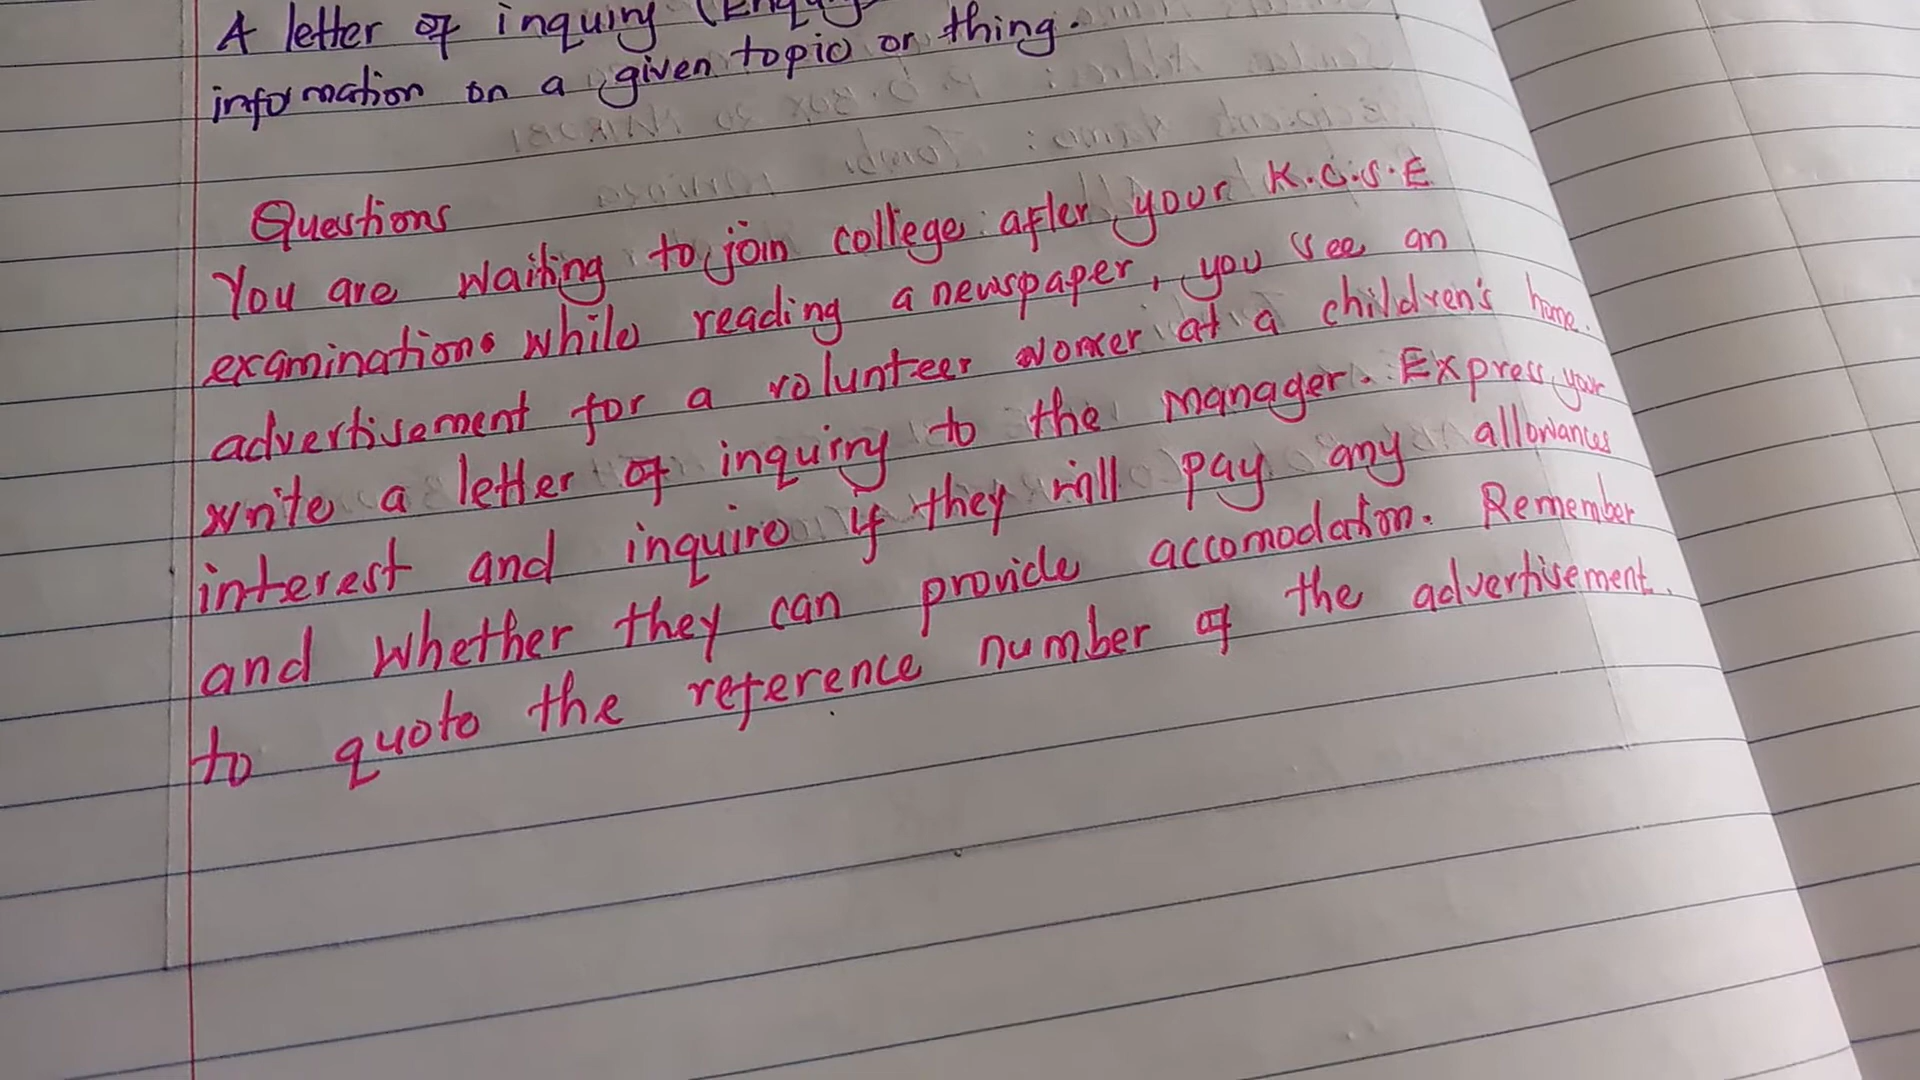 A letter of inquiry
information on a given topic or thing.
Questions
You are waiting to join college after your K.C.S.E
examinations while reading a newspaper, you see an
advertisement for a volunteer worker at a children's home.
write a letter of inquiry to the manager. Express your
interest and inquire if they will pay any allowances
and whether they can provide accomodation. Remember
to quote the reference number of the advertisement.